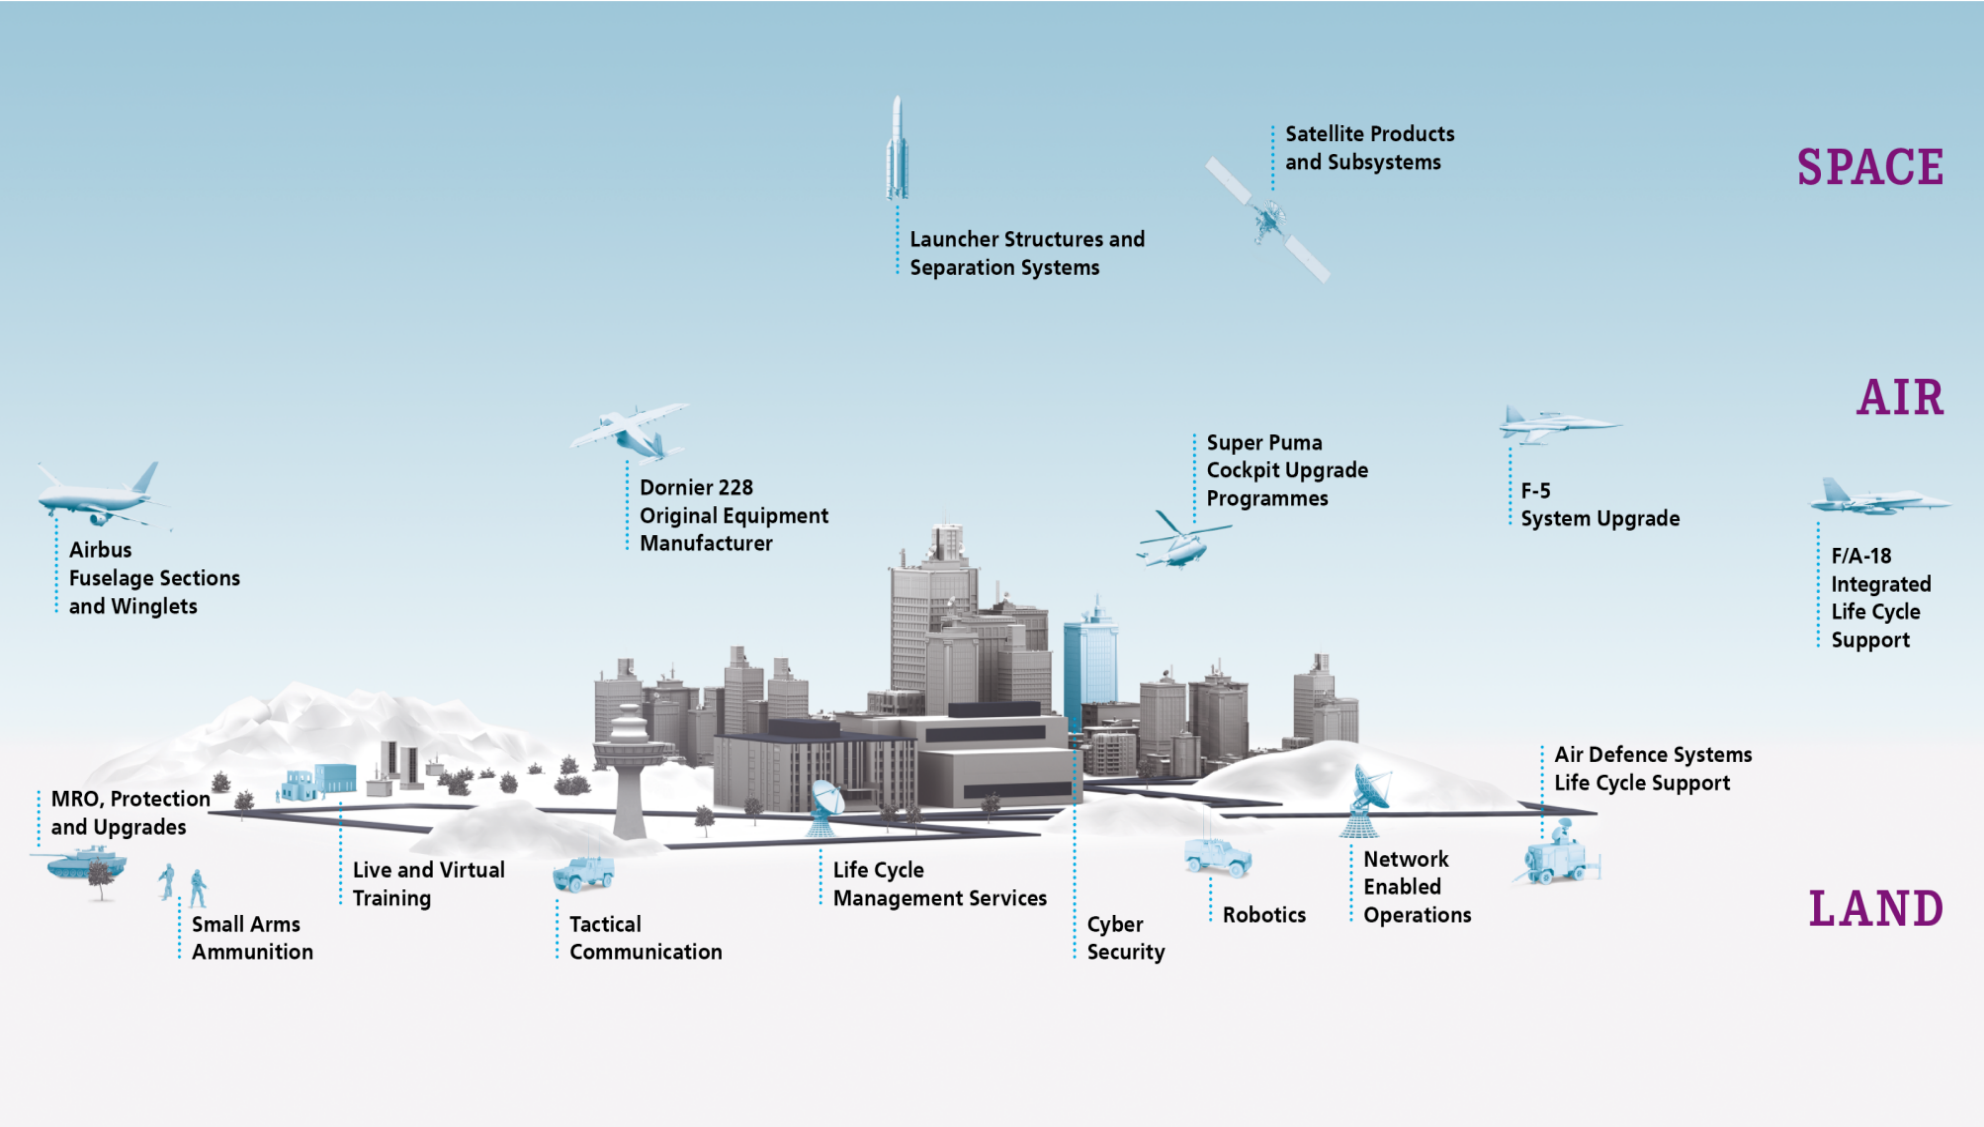 Satellite Products
and Subsystems
SPACE
Launcher Structures and
Separation Systems
AIR
Airbus
Fuselage Sections
and Winglets
Dornier 228
Original Equipment
Manufacturer
Super Puma
Cockpit Upgrade
Programmes
F-5
System Upgrade
F/A-18
Integrated
Life Cycle
Support
MRO, Protection
and Upgrades
Small Arms
Ammunition
Live and Virtual
Training
Tactical
Communication
Life Cycle
Management Services
Cyber
Security
Robotics
Network
Enabled
Operations
Air Defence Systems
Life Cycle Support
LAND